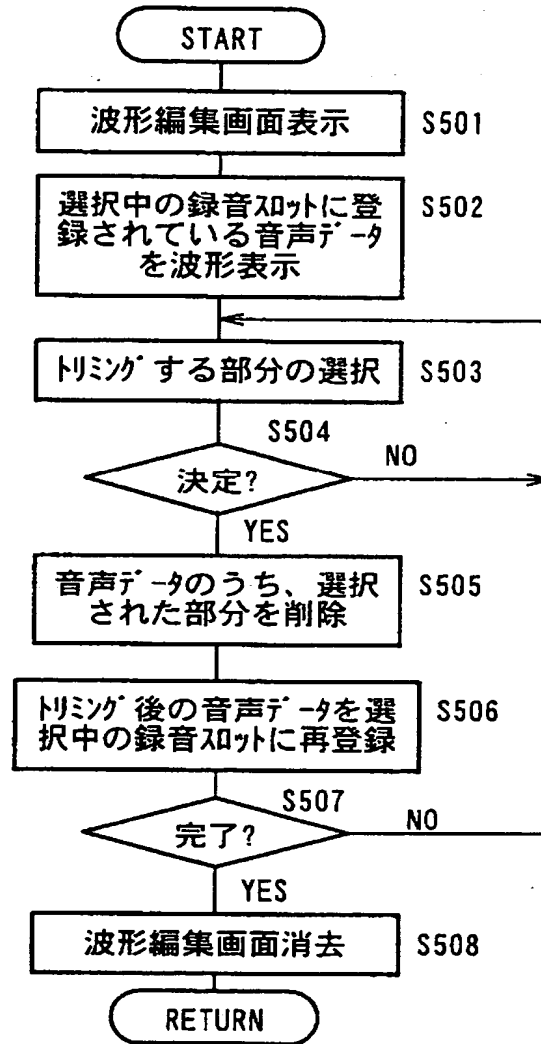 START
波形編集画面表示 S501
選択中の録音ｽﾛｯﾄに登 S502
録されている音声ﾃﾞｰﾀ
を波形表示
ﾄﾘﾐﾝｸﾞする部分の選択 S503
S504
決定? NO
YES
音声ﾃﾞｰﾀのうち、選択 S505
された部分を削除
ﾄﾘﾐﾝｸﾞ後の音声ﾃﾞｰﾀを選 S506
択中の録音ｽﾛｯﾄに再登録
S507
完了? NO
YES
波形編集画面消去 S508
RETURN